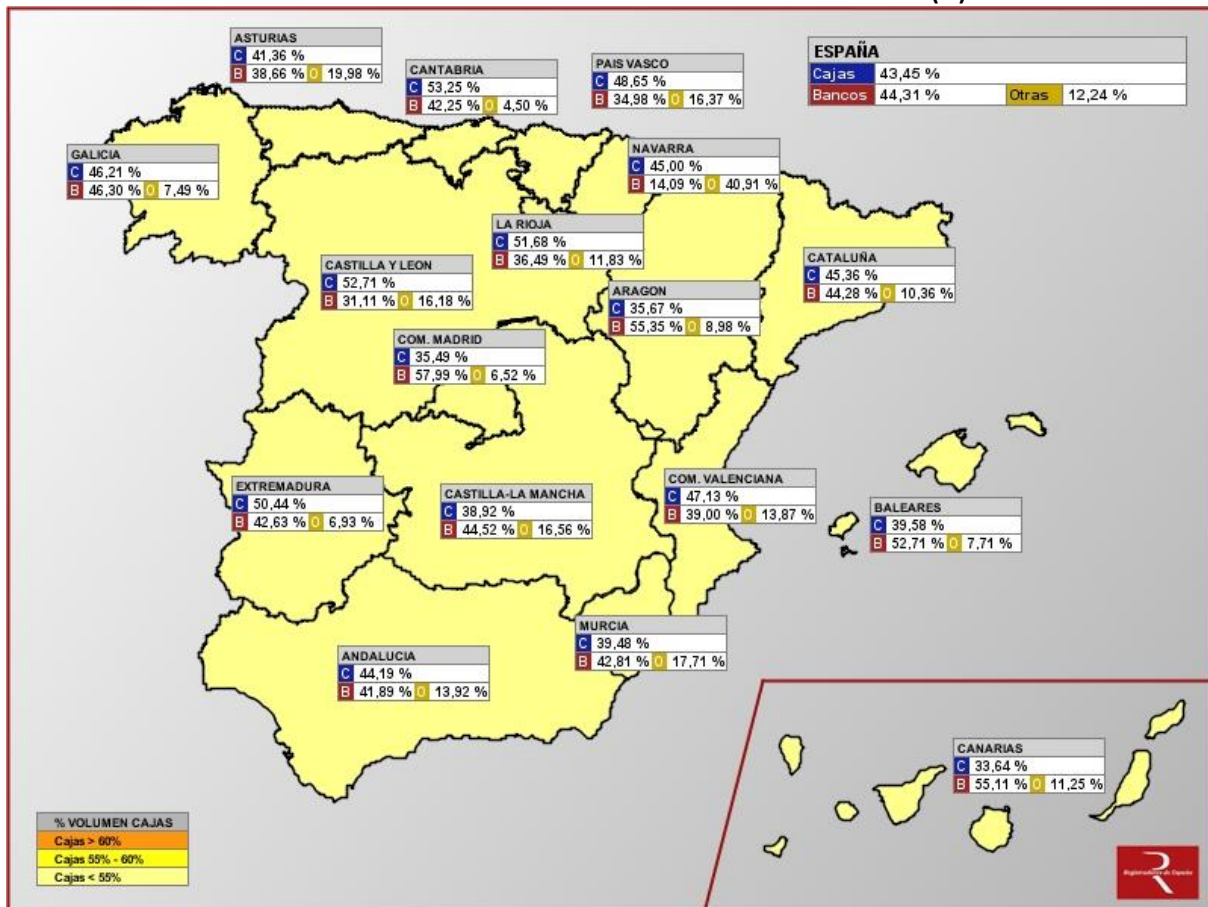 ASTURIAS
C 41,36 %
B 38,66 % O 19,98 %
CANTABRIA
C 53,25 %
B 42,25 % O 4,50 %
PAIS VASCO
C 48,65 %
B 34,98 % O 16,37 %
ESPAÑA
Cajas 43,45 %
Bancos 44,31 % Otras 12,24 %
GALICIA
C 46,21 %
B 46,30 % O 7,49 %
NAVARRA
C 45,00 %
B 14,09 % O 40,91 %
LA RIOJA
C 51,68 %
B 36,49 % O 11,83 %
CASTILLA Y LEON
C 52,71 %
B 31,11 % O 16,18 %
CATALUÑA
C 45,36 %
B 44,28 % O 10,36 %
ARAGON
C 35,67 %
B 55,35 % O 8,98 %
COM. MADRID
C 35,49 %
B 57,99 % O 6,52 %
EXTREMADURA
C 50,44 %
B 42,63 % O 6,93 %
CASTILLA-LA MANCHA
C 38,92 %
B 44,52 % O 16,56 %
COM. VALENCIANA
C 47,13 %
B 39,00 % O 13,87 %
BALEARES
C 39,58 %
B 52,71 % O 7,71 %
MURCIA
C 39,48 %
B 42,81 % O 17,71 %
ANDALUCIA
C 44,19 %
B 41,89 % O 13,92 %
CANARIAS
C 33,64 %
B 55,11 % O 11,25 %
% VOLUMEN CAJAS
Cajas > 60%
Cajas 55% - 60%
Cajas < 55%
Registradores de España